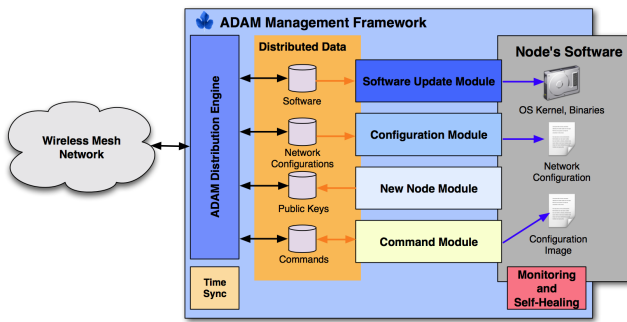 ADAM Management Framework
Distributed Data
Node's Software
ADAM Distribution Engine
Software
Software Update Module
OS Kernel, Binaries
Wireless Mesh
Network
Network
Configurations
Configuration Module
Network
Configuration
Public Keys
New Node Module
Commands
Command Module
Configuration
Image
Time
Sync
Monitoring
and
Self-Healing